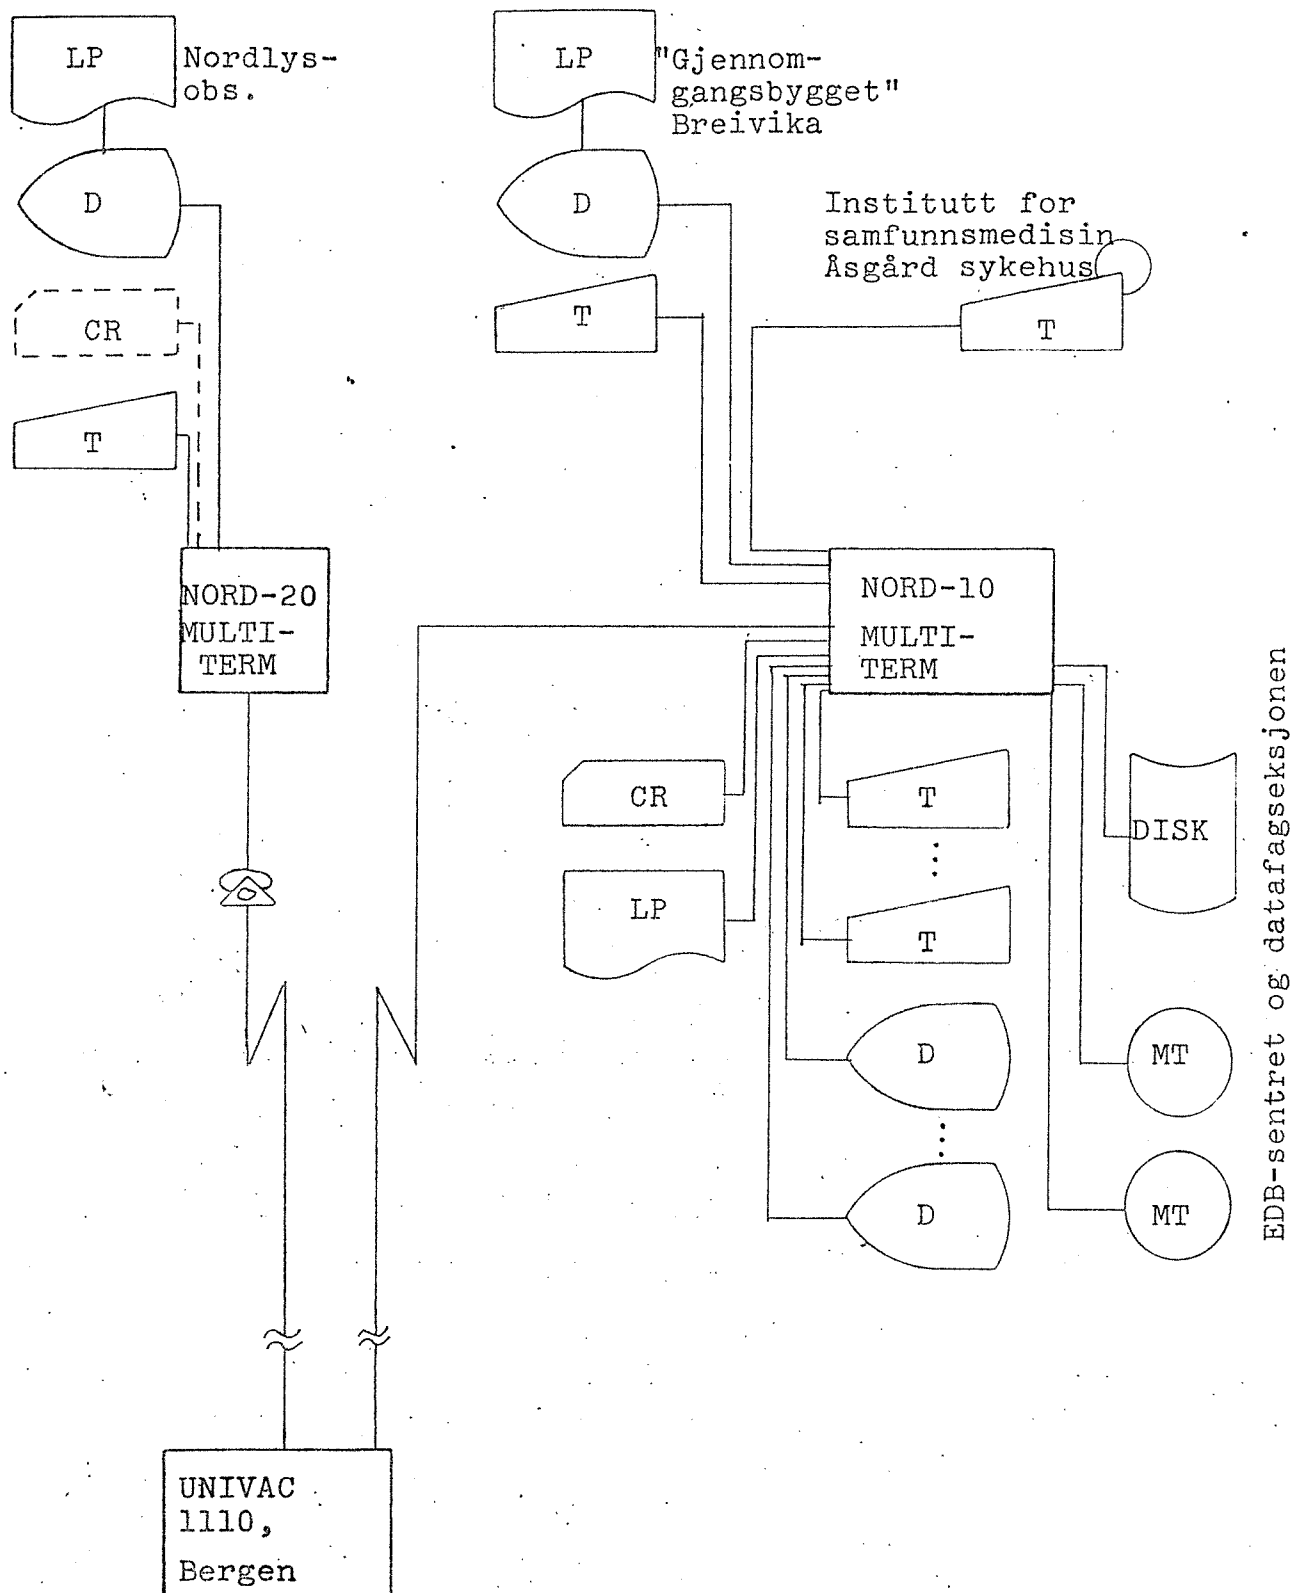 LP
Nordlys-
obs.
D
CR
T
LP
"Gjennom-
gangsbygget"
Breivika
D
T
Institutt for
samfunnsmedisin
Åsgård sykehus
T
NORD-20
MULTI-
TERM
NORD-10
MULTI-
TERM
CR
LP
T
...
T
D
...
D
DISK
MT
MT
EDB-sentret og datafagseksjonen
UNIVAC
1110,
Bergen